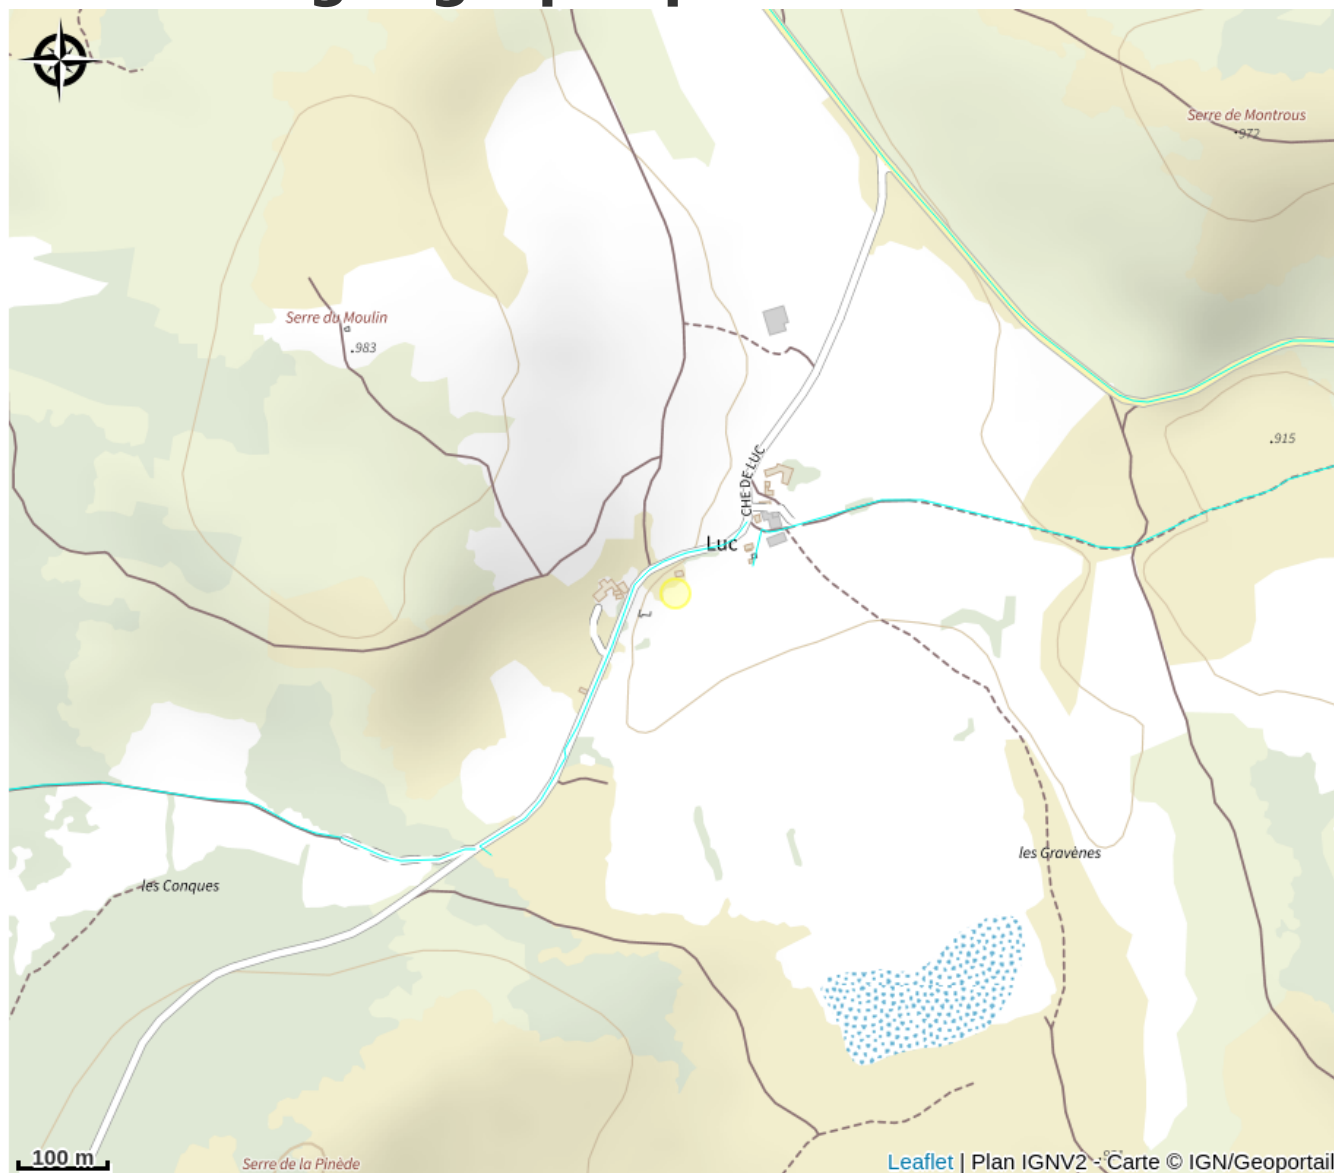 Serre de Montrous
972
Serre du Moulin
983
915
CHE DE LUC
Luc
les Gravènes
les Conques
100 m
Serre de la Pinède
Leaflet | Plan IGNV2 - Carte © IGN/Geoportail